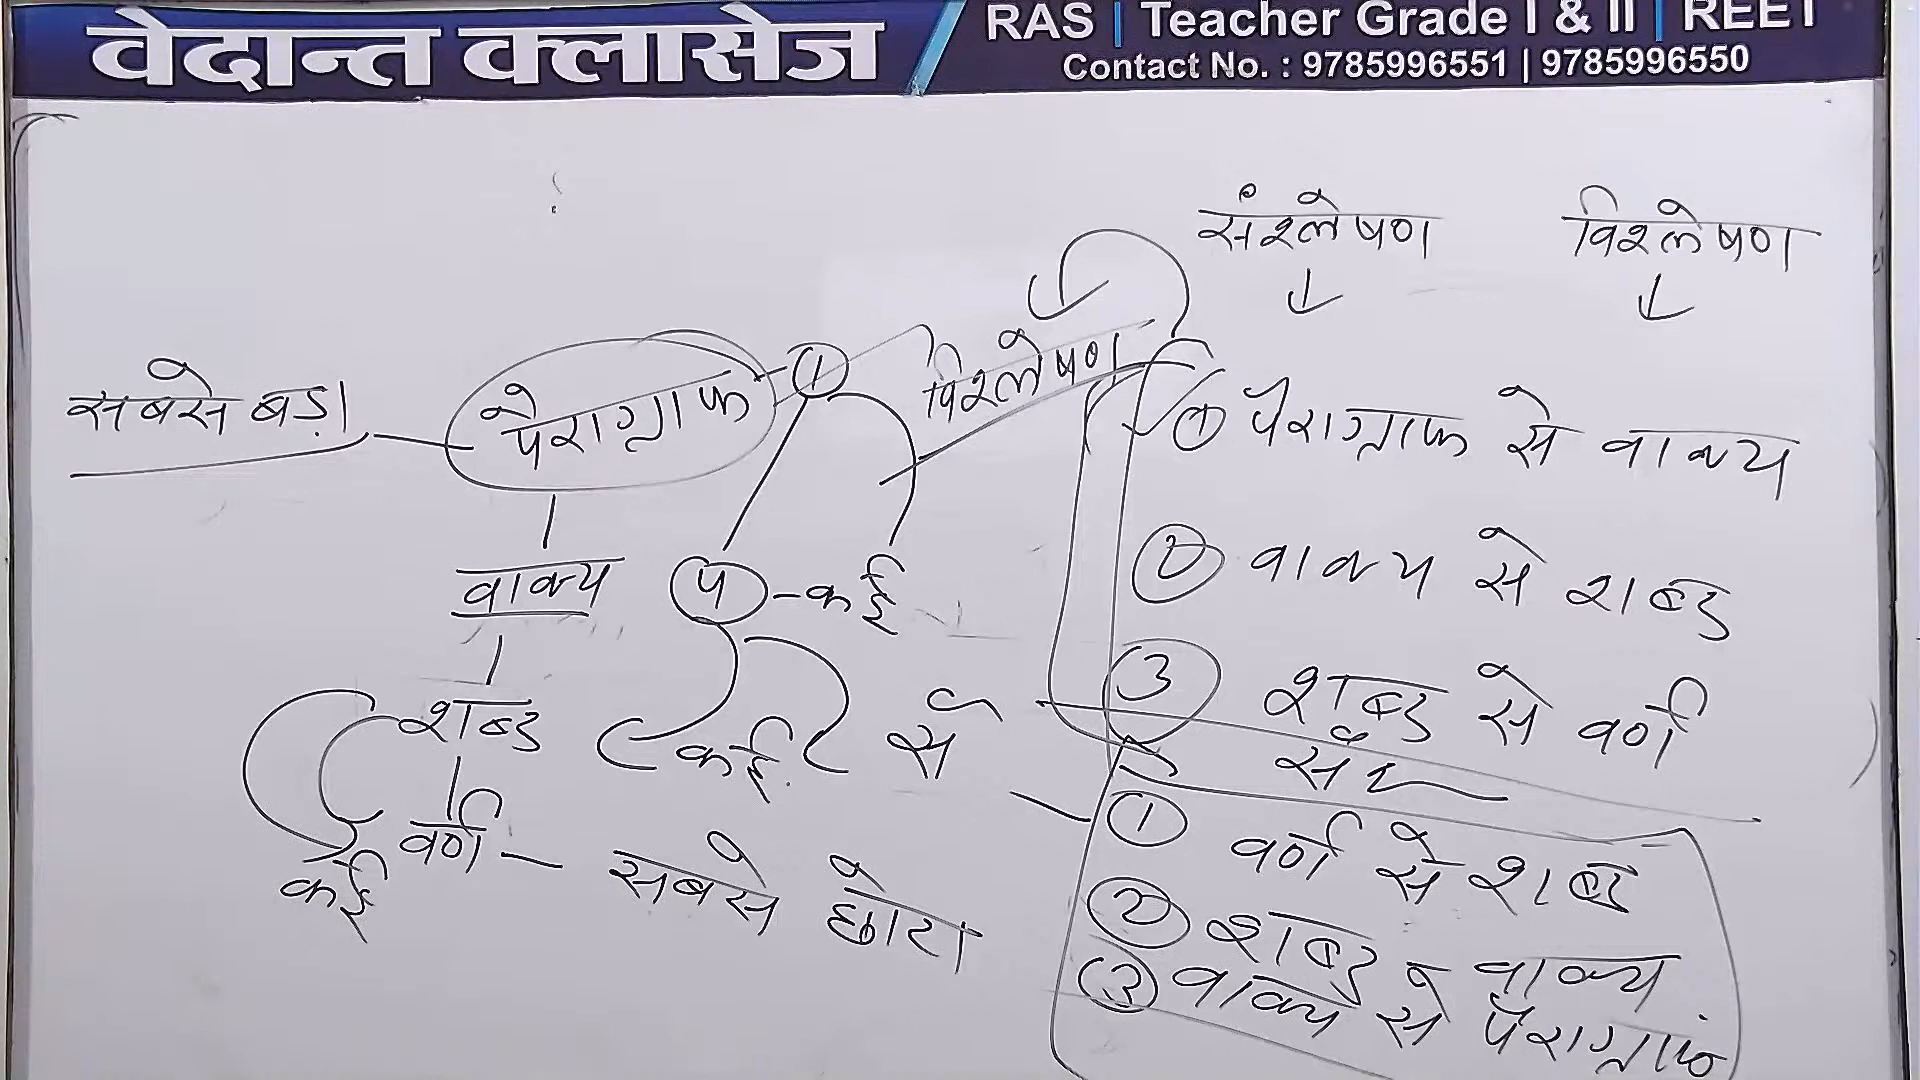 वेदान्त क्लासेज
RAS | Teacher Grade I & II | REET
Contact No. : 9785996551 | 9785996550
संश्लेषण
विश्लेषण
सबसे बड़ा
पैराग्राफ
1
विश्लेषण
① पैराग्राफ से वाक्य
वाक्य
५ - कई
② वाक्य से शब्द
शब्द
कई
सं
③ शब्द से वर्ण
सं
वर्ण - सबसे छोटा
कई
① वर्ण से शब्द
② शब्द से वाक्य
③ वाक्य से पैराग्राफ